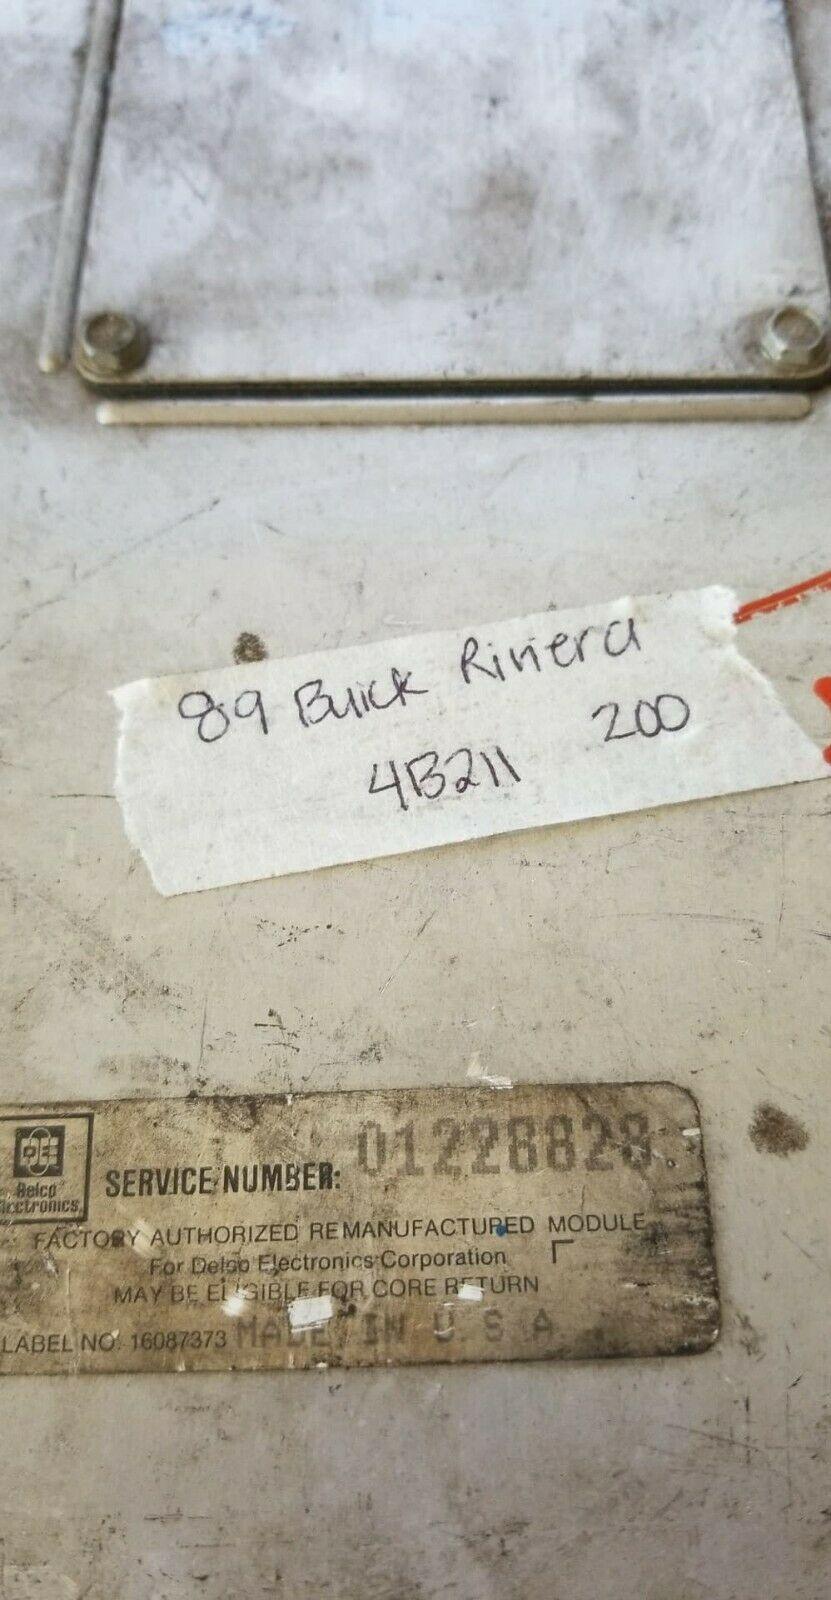 89 Buick Riviera
4B211 200
Delco
Electronics
SERVICE NUMBER: 01228828
FACTORY AUTHORIZED REMANUFACTURED MODULE
For Delco Electronics Corporation
MAY BE ELIGIBLE FOR CORE RETURN
LABEL NO. 16087373 MADE IN U.S.A